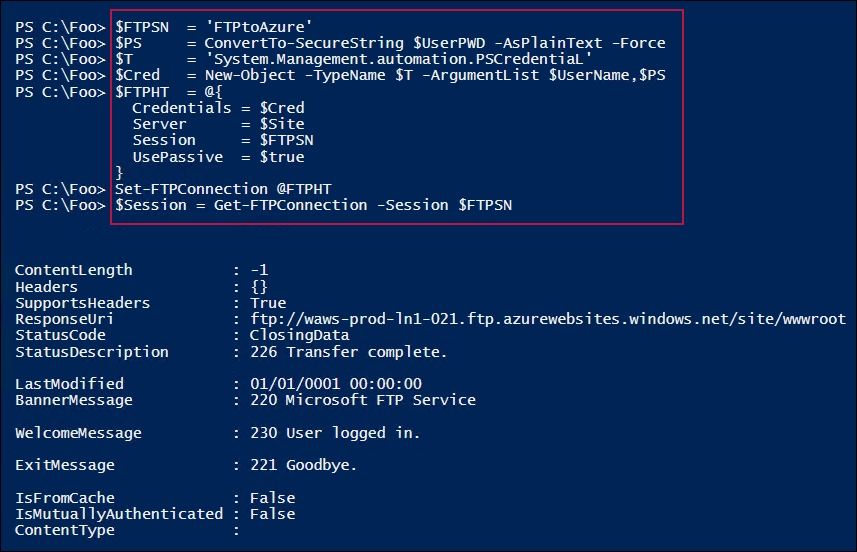 PS C:\Foo> $FTPSN  = 'FTPtoAzure'
PS C:\Foo> $PS     = ConvertTo-SecureString $UserPWD -AsPlainText -Force
PS C:\Foo> $T      = 'System.Management.automation.PSCredentiaL'
PS C:\Foo> $Cred   = New-Object -TypeName $T -ArgumentList $UserName,$PS
PS C:\Foo> $FTPHT  = @{
  Credentials = $Cred
  Server      = $Site
  Session     = $FTPSN
  UsePassive  = $true
}
PS C:\Foo> Set-FTPConnection @FTPHT
PS C:\Foo> $Session = Get-FTPConnection -Session $FTPSN
ContentLength           : -1
Headers                 : {}
SupportsHeaders         : True
ResponseUri             : ftp://waws-prod-ln1-021.ftp.azurewebsites.windows.net/site/wwwroot
StatusCode              : ClosingData
StatusDescription       : 226 Transfer complete.
LastModified            : 01/01/0001 00:00:00
BannerMessage           : 220 Microsoft FTP Service
WelcomeMessage          : 230 User logged in.
ExitMessage             : 221 Goodbye.
IsFromCache             : False
IsMutuallyAuthenticated : False
ContentType             :